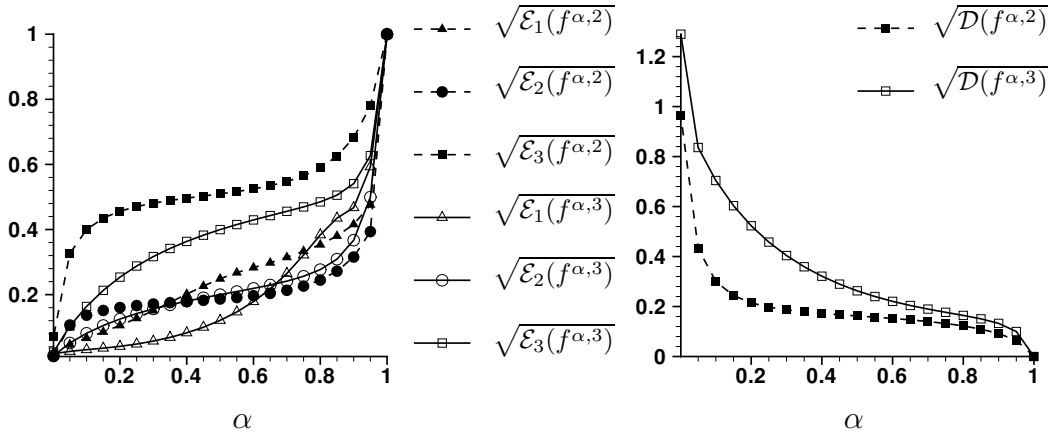 1
0.8
0.6
0.4
0.2
0.2 0.4 0.6 0.8 1
α
√ℰ₁(f^{α,2})
√ℰ₂(f^{α,2})
√ℰ₃(f^{α,2})
√ℰ₁(f^{α,3})
√ℰ₂(f^{α,3})
√ℰ₃(f^{α,3})
1.2
1
0.8
0.6
0.4
0.2
0
0.2 0.4 0.6 0.8 1
α
√𝒟(f^{α,2})
√𝒟(f^{α,3})